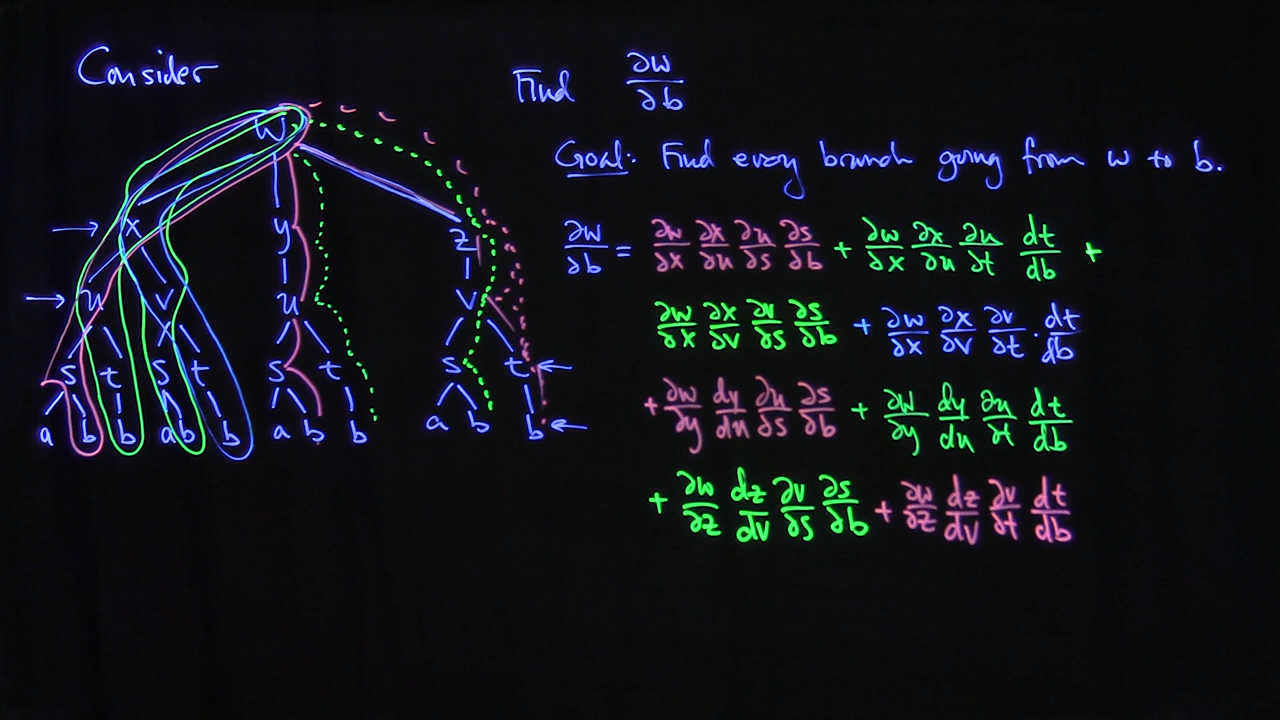 Consider
Find ∂w/∂b
Goal: Find every branch going from w to b.
w
x y z
u v u v
s t s t s t s t
a b b a b b a b b a b b
∂w/∂b = ∂w/∂x ∂x/∂u ∂u/∂s ∂s/∂b + ∂w/∂x ∂x/∂u ∂u/∂t dt/db +
∂w/∂x ∂x/∂v ∂v/∂s ∂s/∂b + ∂w/∂x ∂x/∂v ∂v/∂t · dt/db
+ ∂w/∂y dy/du ∂u/∂s ∂s/∂b + ∂w/∂y dy/du ∂u/∂t dt/db
+ ∂w/∂z dz/dv ∂v/∂s ∂s/∂b + ∂w/∂z dz/dv ∂v/∂t dt/db